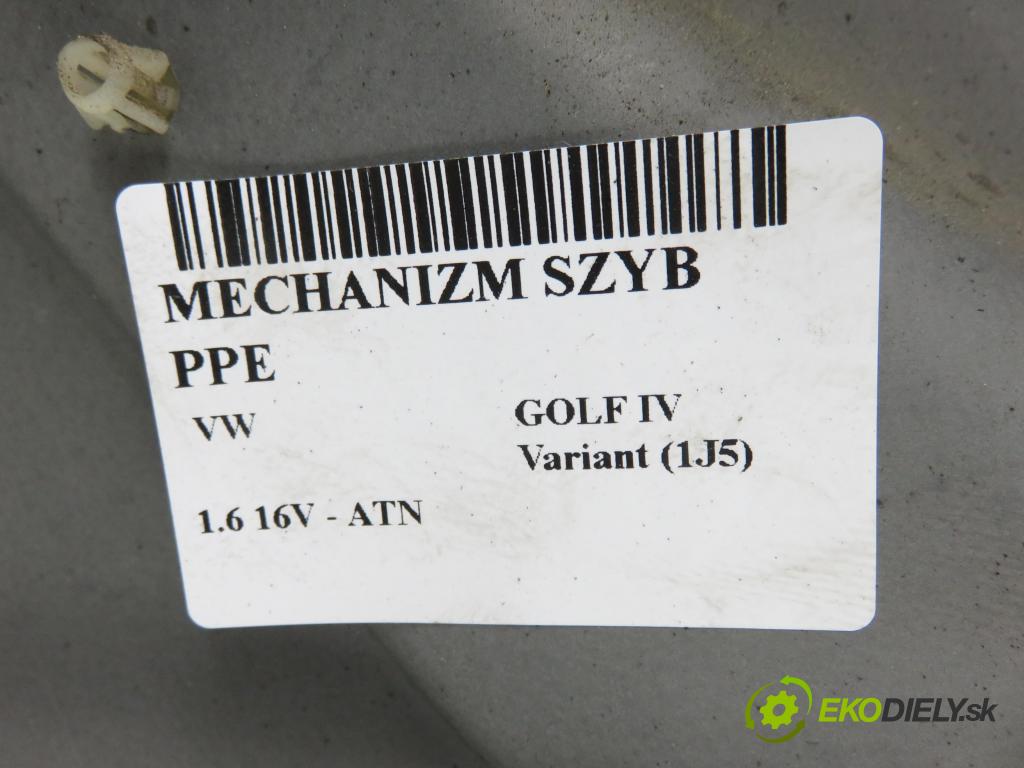 MECHANIZM SZYB
PPE
VW
GOLF IV
Variant (1J5)
1.6 16V - ATN
EKODIELY.sk